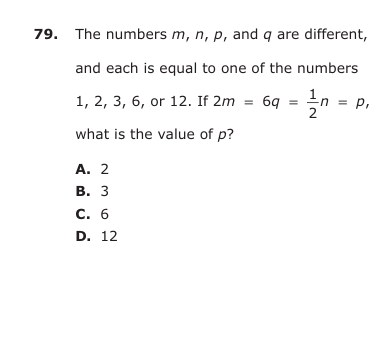 79. The numbers m, n, p, and q are different,
and each is equal to one of the numbers
1, 2, 3, 6, or 12. If 2m = 6q = 1/2 n = p,
what is the value of p?
A. 2
B. 3
C. 6
D. 12